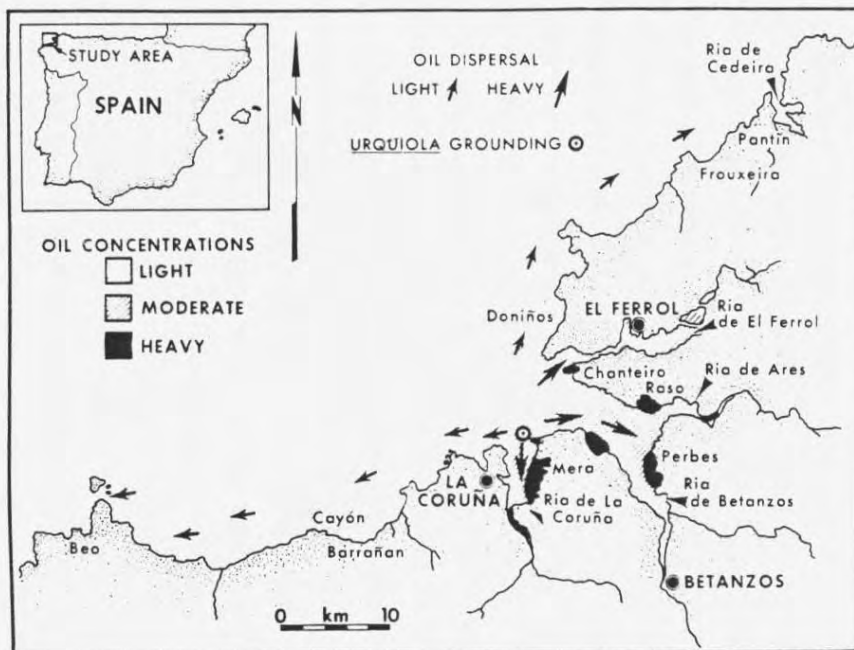 STUDY AREA
SPAIN
N
OIL DISPERSAL
LIGHT HEAVY
URQUIOLA GROUNDING
OIL CONCENTRATIONS
LIGHT
MODERATE
HEAVY
Ria de
Cedeira
Pantín
Frouxeira
Doniños
EL FERROL
Ria
de El Ferrol
Chanteiro
Raso
Ria de Ares
Mera
Perbes
LA
CORUÑA
Ria de La
Coruña
Ria
de Betanzos
Cayón
Barrañan
Beo
BETANZOS
0 km 10